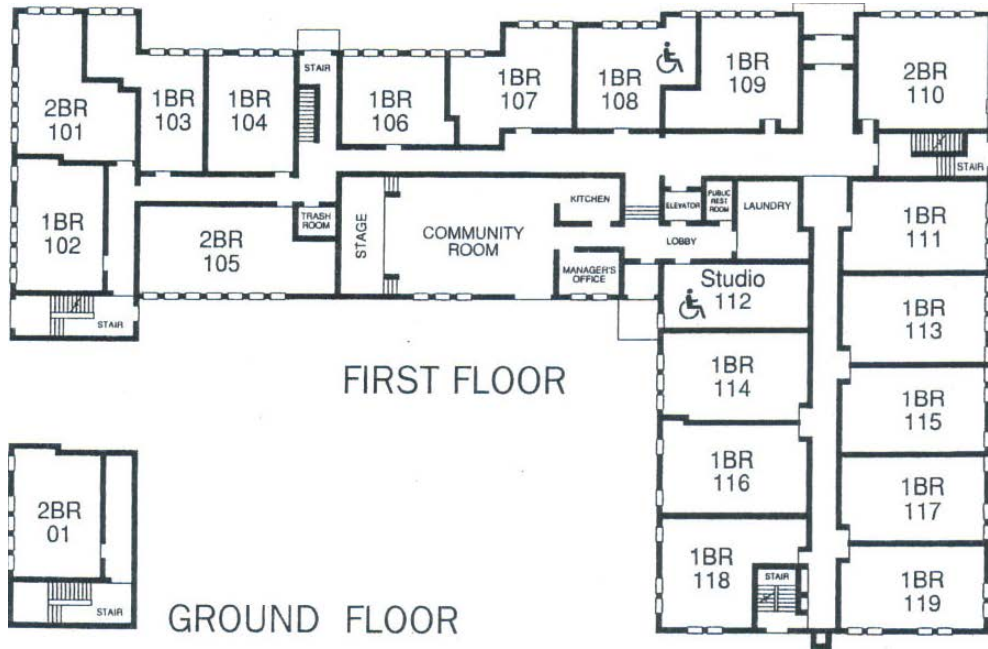 2BR
101
1BR
103
1BR
104
STAIR
1BR
106
1BR
107
1BR
108
1BR
109
2BR
110
STAIR
1BR
102
2BR
105
TRASH
ROOM
STAGE
COMMUNITY
ROOM
KITCHEN
MANAGER'S
OFFICE
ELEVATOR
PUBLIC
REST
ROOM
LAUNDRY
LOBBY
1BR
111
STAIR
Studio
112
1BR
113
FIRST FLOOR
1BR
114
1BR
115
1BR
116
1BR
117
2BR
01
STAIR
1BR
118
STAIR
1BR
119
GROUND FLOOR